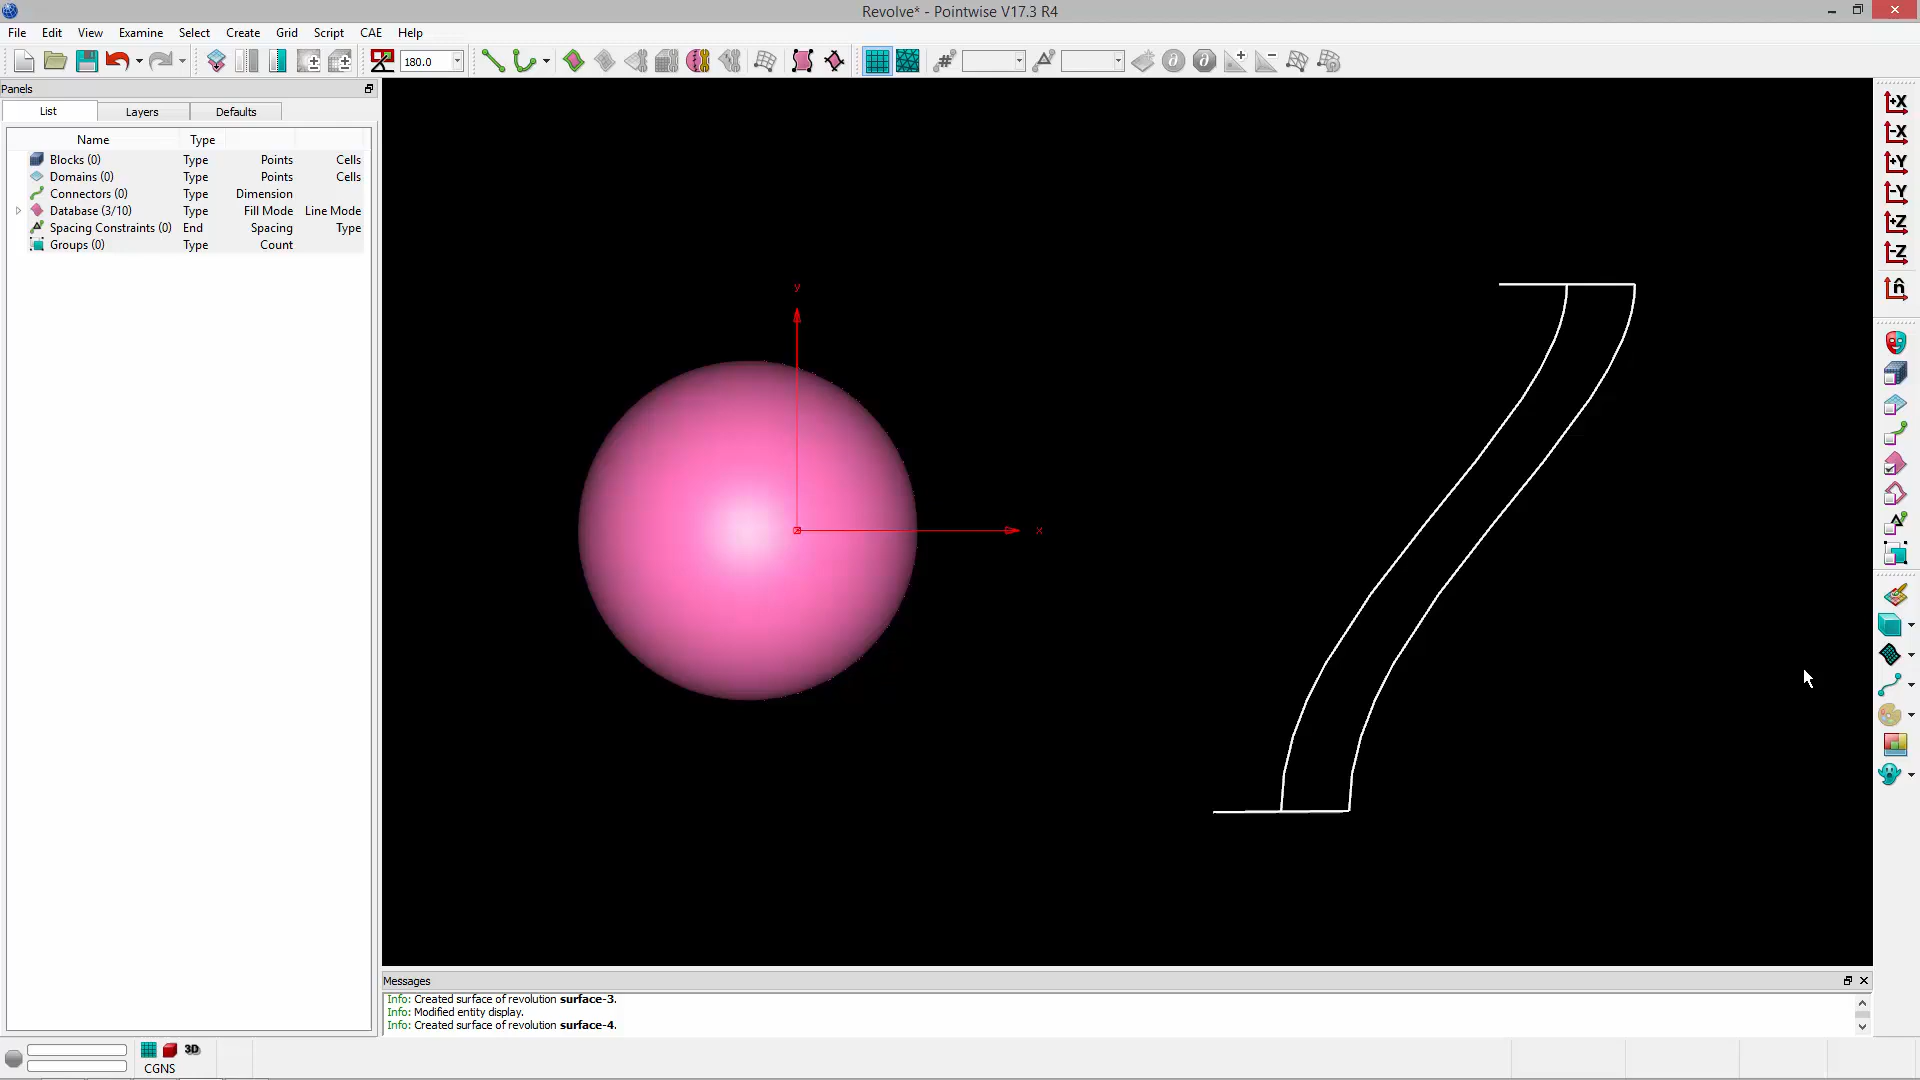 Revolve* - Pointwise V17.3 R4
File Edit View Examine Select Create Grid Script CAE Help
180.0
Panels
List Layers Defaults
Name Type
Blocks (0) Type Points Cells
Domains (0) Type Points Cells
Connectors (0) Type Dimension
Database (3/10) Type Fill Mode Line Mode
Spacing Constraints (0) End Spacing Type
Groups (0) Type Count
y
x
+X
-X
+Y
-Y
+Z
-Z
n̂
Messages
Info: Created surface of revolution surface-3.
Info: Modified entity display.
Info: Created surface of revolution surface-4.
3D
CGNS